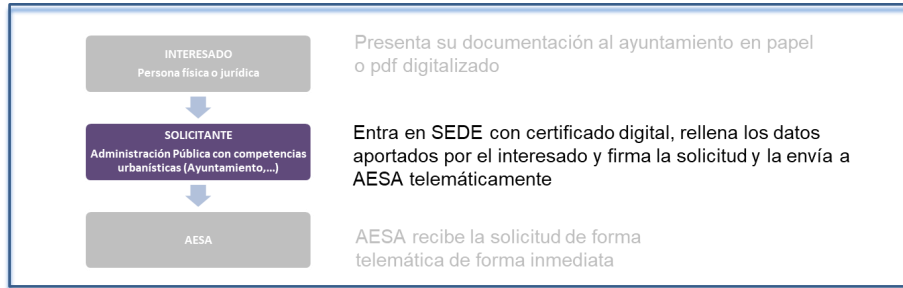 INTERESADO
Persona física o jurídica
Presenta su documentación al ayuntamiento en papel
o pdf digitalizado
SOLICITANTE
Administración Pública con competencias
urbanísticas (Ayuntamiento,...)
Entra en SEDE con certificado digital, rellena los datos
aportados por el interesado y firma la solicitud y la envía a
AESA telemáticamente
AESA
AESA recibe la solicitud de forma
telemática de forma inmediata